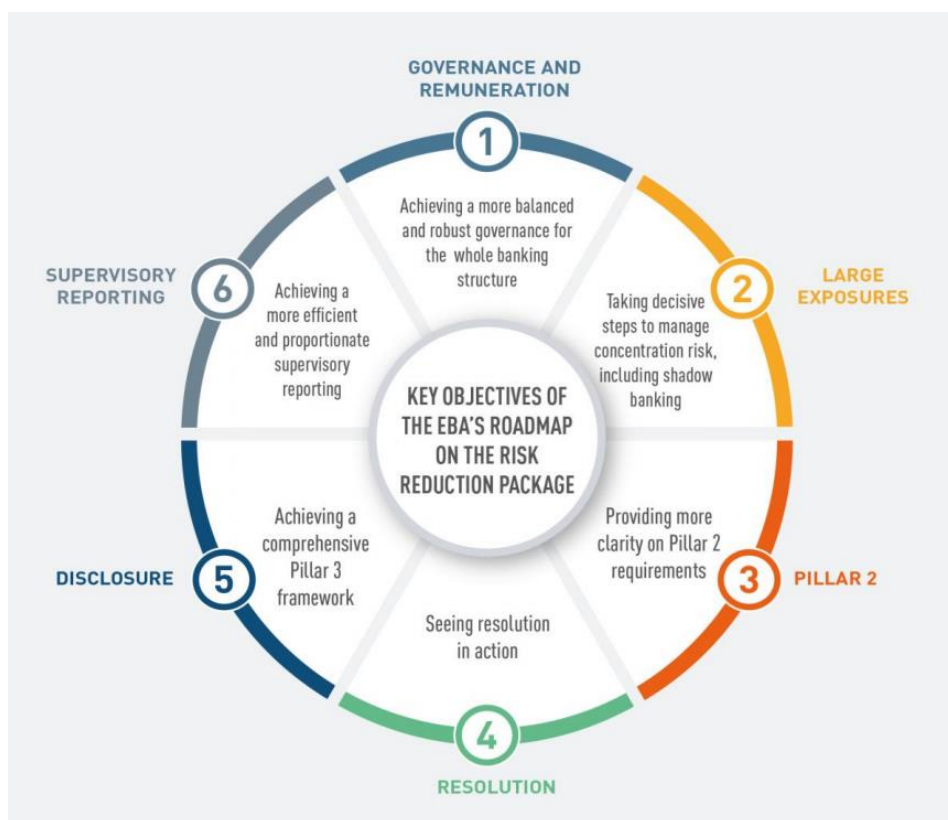 GOVERNANCE AND
REMUNERATION
1
Achieving a more balanced
and robust governance for
the whole banking
structure
LARGE
EXPOSURES
2
Taking decisive
steps to manage
concentration risk,
including shadow
banking
PILLAR 2
3
Providing more
clarity on Pillar 2
requirements
RESOLUTION
4
Seeing resolution
in action
DISCLOSURE
5
Achieving a
comprehensive
Pillar 3
framework
SUPERVISORY
REPORTING
6
Achieving a
more efficient
and proportionate
supervisory
reporting
KEY OBJECTIVES OF
THE EBA'S ROADMAP
ON THE RISK
REDUCTION PACKAGE